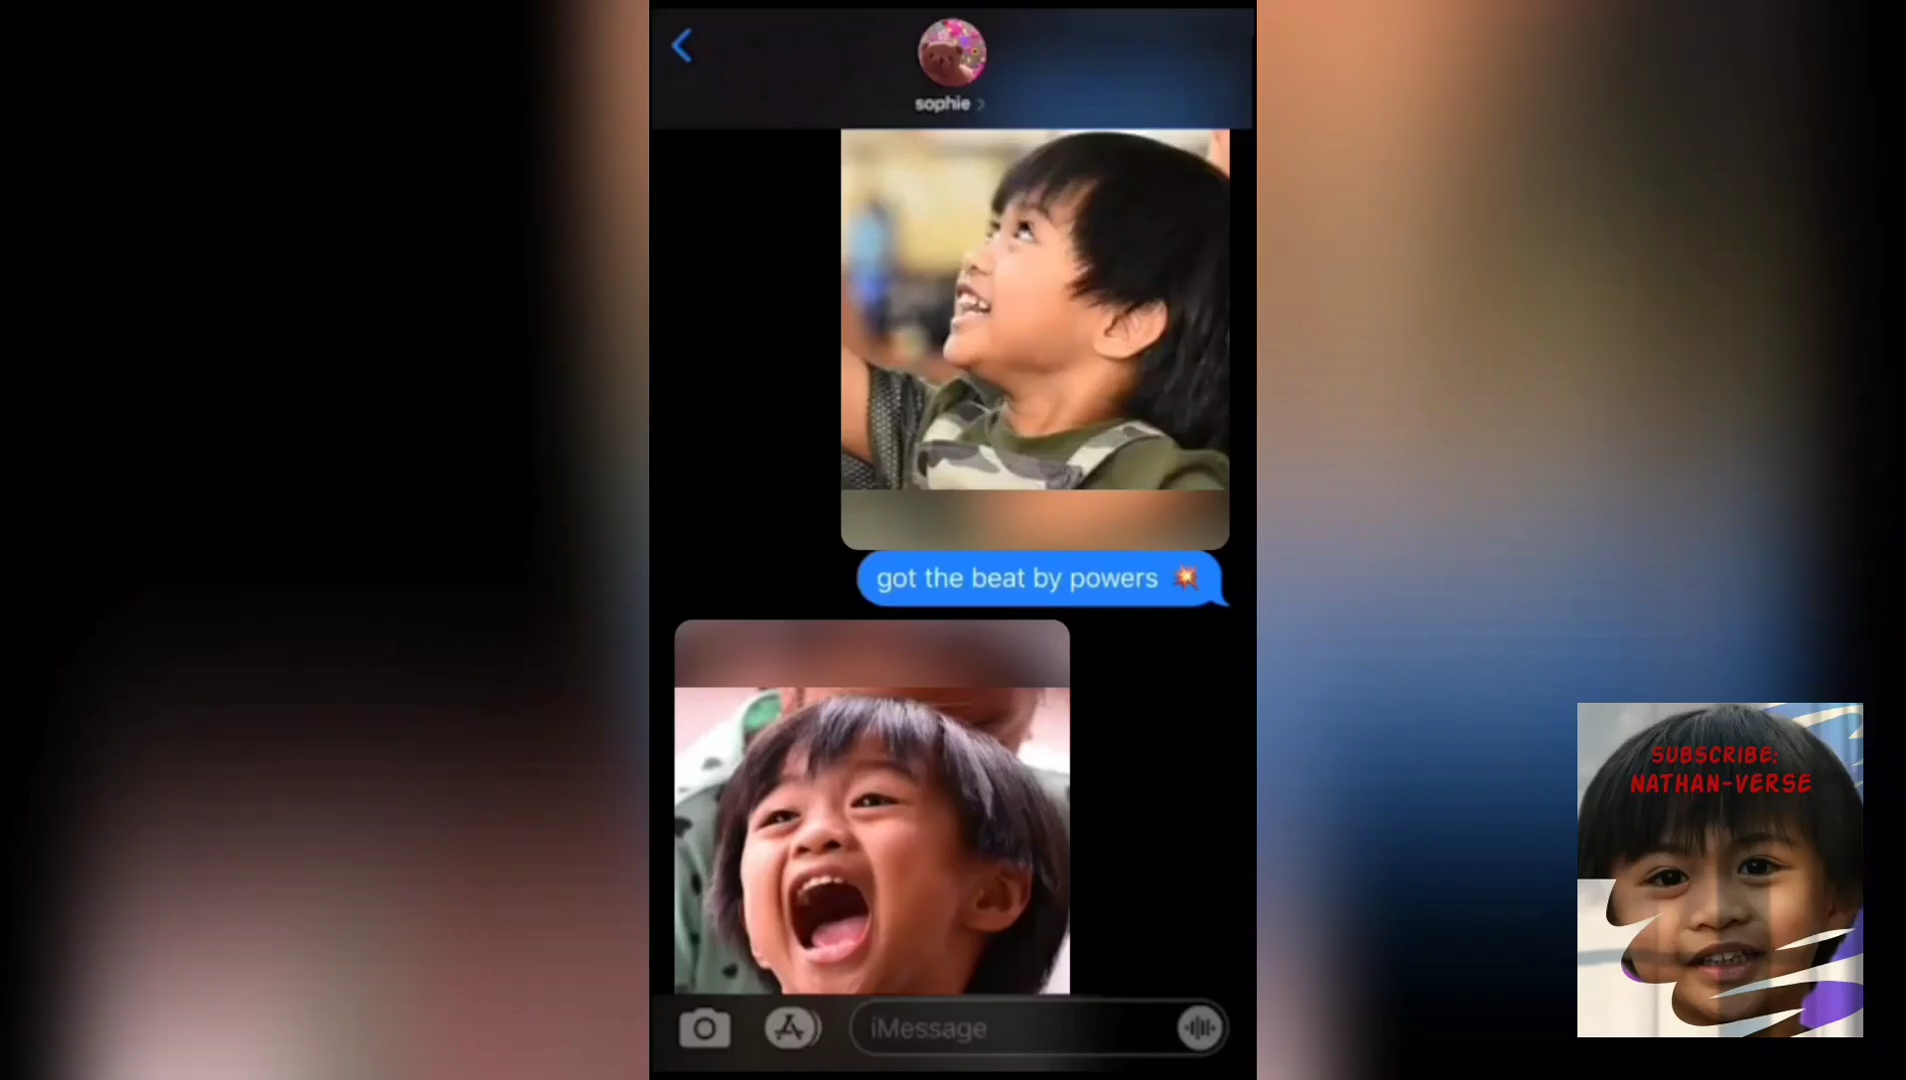 sophie
got the beat by powers 💥
iMessage
SUBSCRIBE:
NATHAN-VERSE